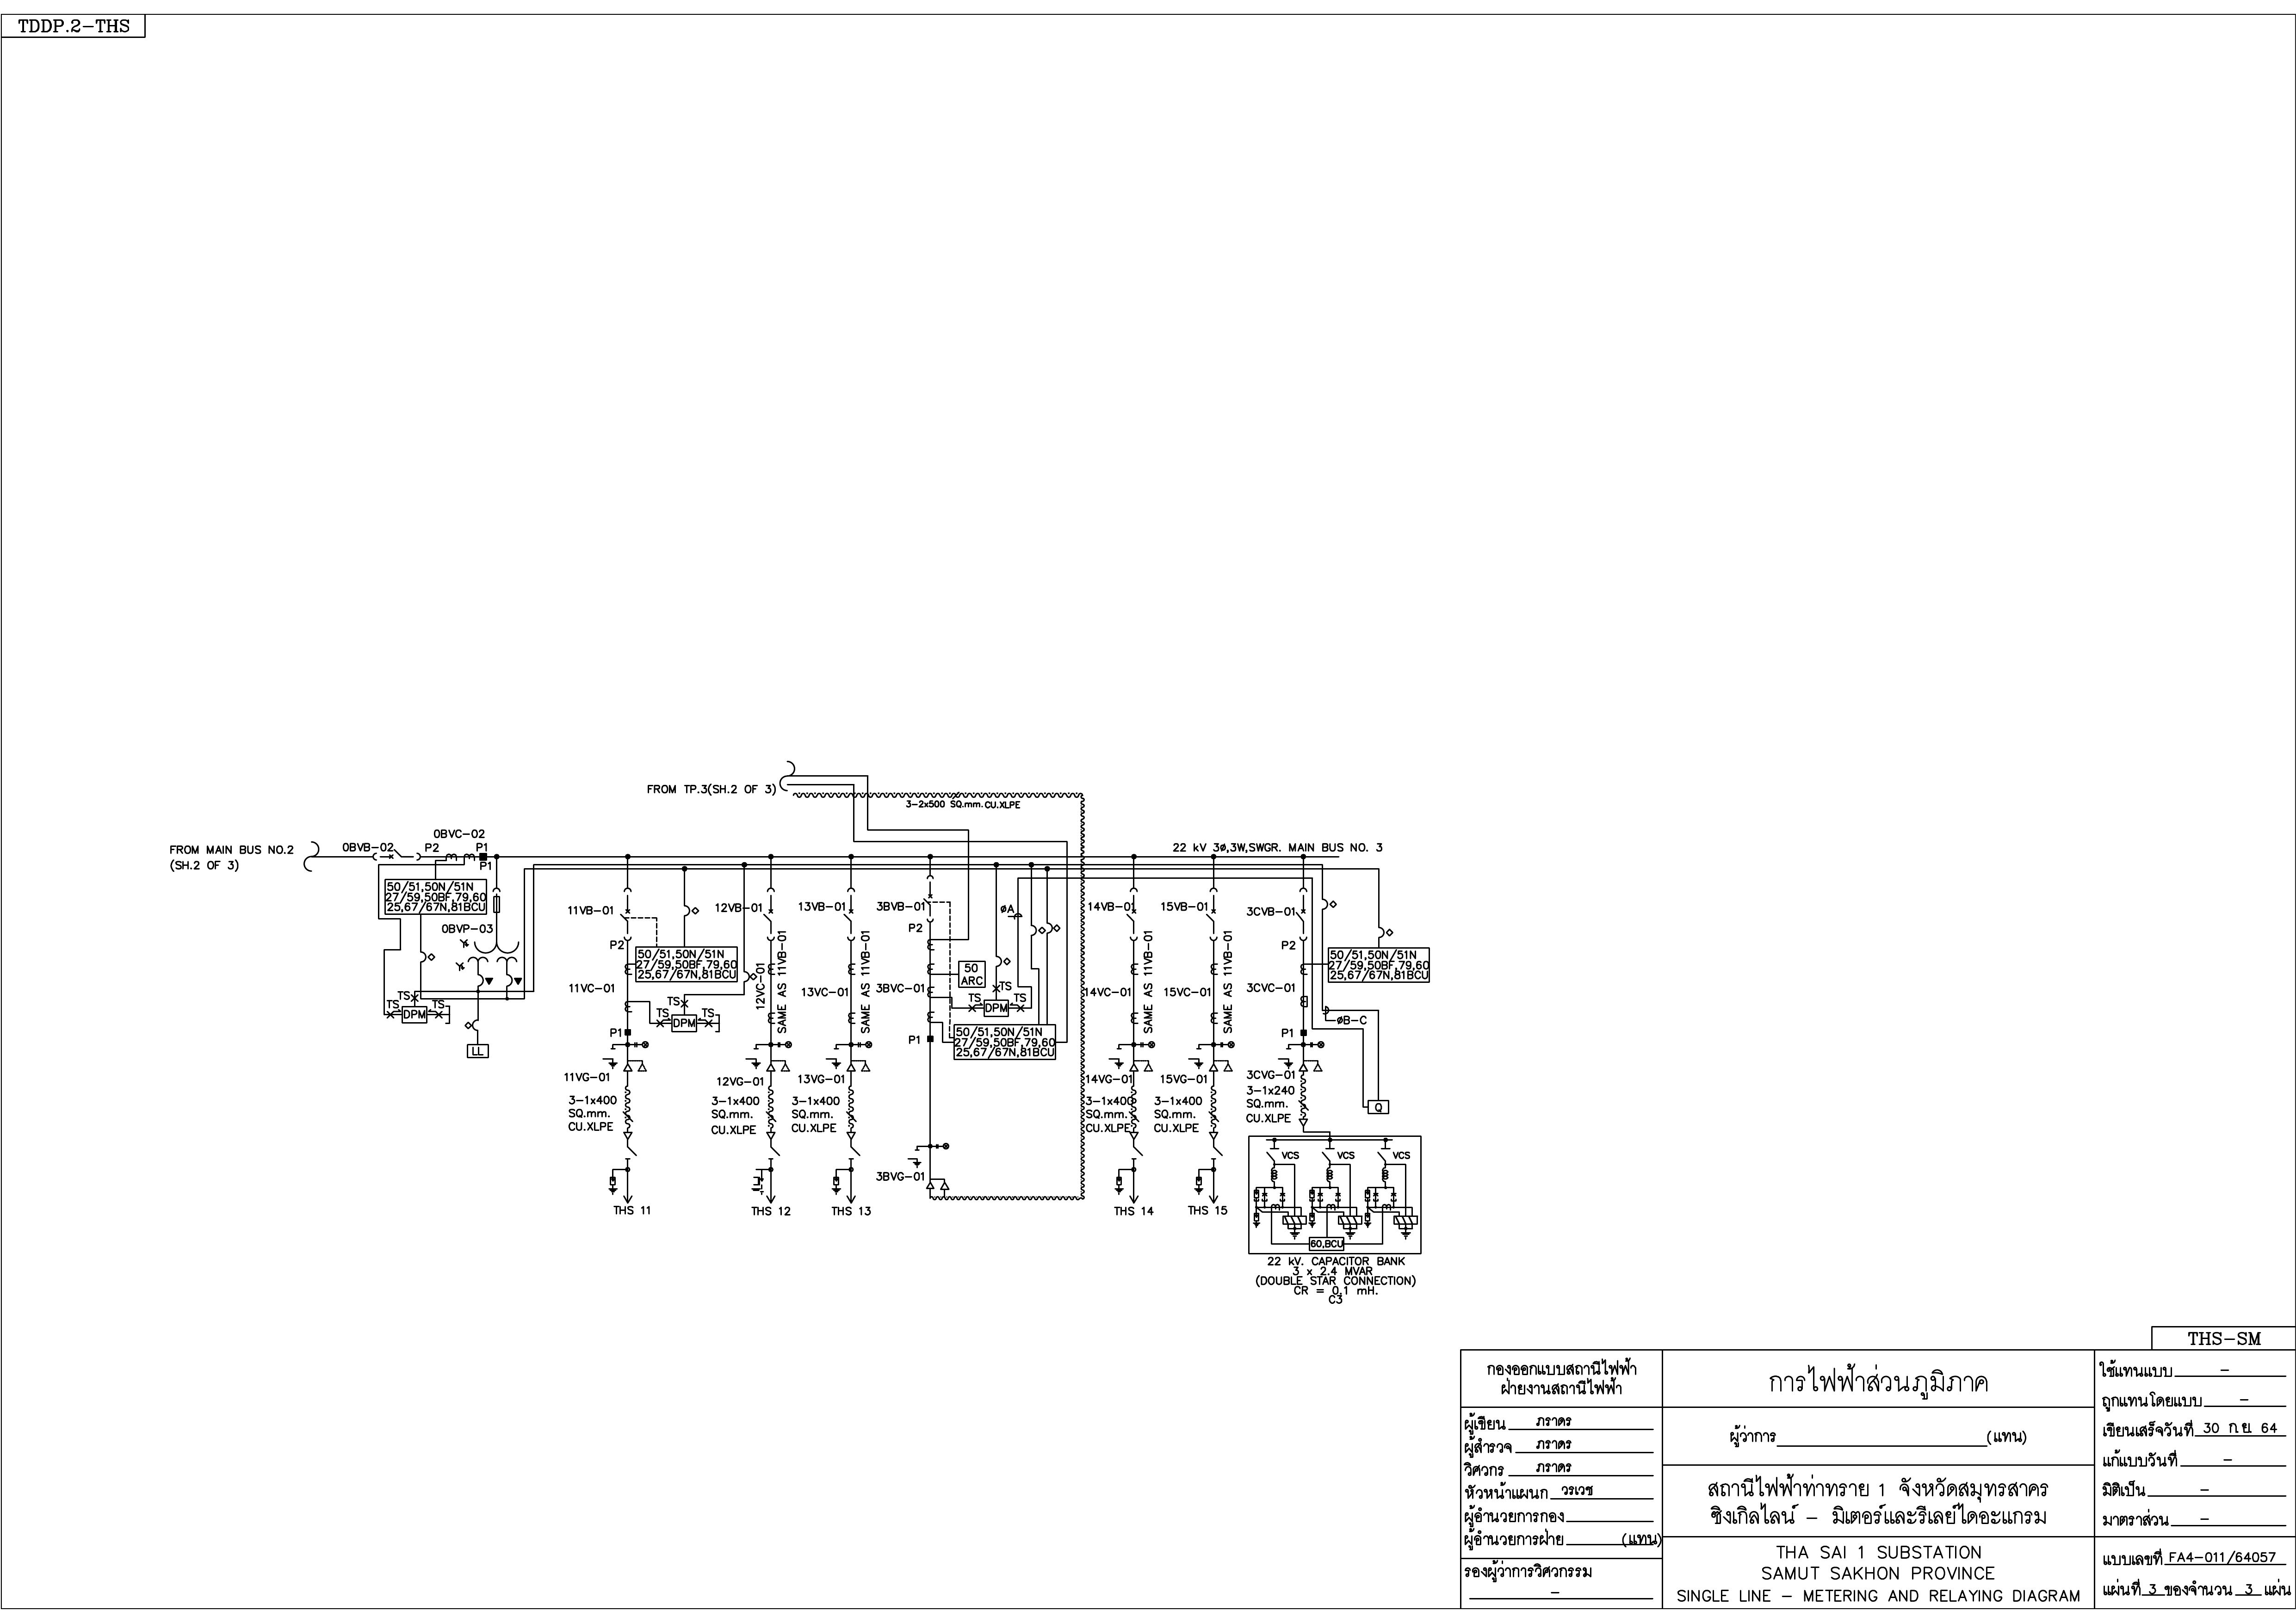 TDDP.2-THS
FROM TP.3(SH.2 OF 3)
3-2x500 SQ.mm.CU.XLPE
FROM MAIN BUS NO.2
(SH.2 OF 3)
0BVB-02
P2
0BVC-02
P1
P1
22 kV 3ø,3W,SWGR. MAIN BUS NO. 3
50/51,50N/51N
27/59,50BF,79,60
25,67/67N,81BCU
0BVP-03
TS
TS
DPM
TS
LL
11VB-01
P2
50/51,50N/51N
27/59,50BF,79,60
25,67/67N,81BCU
11VC-01
TS
TS
DPM
TS
P1
11VG-01
3-1x400
SQ.mm.
CU.XLPE
THS 11
12VB-01
12VC-01
SAME AS 11VB-01
12VG-01
3-1x400
SQ.mm.
CU.XLPE
THS 12
13VB-01
13VC-01
SAME AS 11VB-01
13VG-01
3-1x400
SQ.mm.
CU.XLPE
THS 13
3BVB-01
P2
50
ARC
3BVC-01
øA
TS
TS
DPM
TS
50/51,50N/51N
27/59,50BF,79,60
25,67/67N,81BCU
P1
3BVG-01
14VB-01
14VC-01
SAME AS 11VB-01
14VG-01
3-1x400
SQ.mm.
CU.XLPE
THS 14
15VB-01
15VC-01
SAME AS 11VB-01
15VG-01
3-1x400
SQ.mm.
CU.XLPE
THS 15
3CVB-01
P2
50/51,50N/51N
27/59,50BF,79,60
25,67/67N,81BCU
3CVC-01
øB-C
P1
3CVG-01
3-1x240
SQ.mm.
CU.XLPE
Q
VCS
VCS
VCS
60,BCU
22 kV. CAPACITOR BANK
3 x 2.4 MVAR
(DOUBLE STAR CONNECTION)
CR = 0.1 mH.
C3
THS-SM
กองออกแบบสถานีไฟฟ้า
ฝ่ายงานสถานีไฟฟ้า
ผู้เขียน ภราดร
ผู้สำรวจ ภราดร
วิศวกร ภราดร
หัวหน้าแผนก วรเวช
ผู้อำนวยการกอง
ผู้อำนวยการฝ่าย (แทน)
รองผู้ว่าการวิศวกรรม
-
การไฟฟ้าส่วนภูมิภาค
ผู้ว่าการ (แทน)
สถานีไฟฟ้าท่าทราย 1 จังหวัดสมุทรสาคร
ซิงเกิลไลน์ - มิเตอร์และรีเลย์ไดอะแกรม
THA SAI 1 SUBSTATION
SAMUT SAKHON PROVINCE
SINGLE LINE - METERING AND RELAYING DIAGRAM
ใช้แทนแบบ -
ถูกแทนโดยแบบ -
เขียนเสร็จวันที่ 30 ก.ย. 64
แก้แบบวันที่ -
มิติเป็น -
มาตราส่วน -
แบบเลขที่ FA4-011/64057
แผ่นที่ 3 ของจำนวน 3 แผ่น